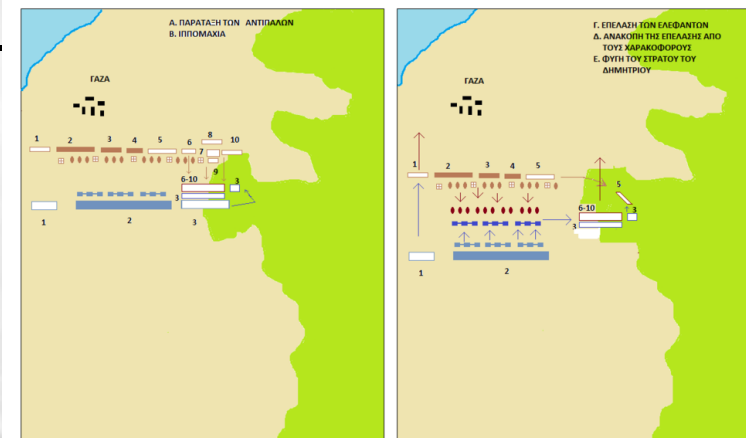 Α. ΠΑΡΑΤΑΞΗ ΤΩΝ ΑΝΤΙΠΑΛΩΝ
Β. ΙΠΠΟΜΑΧΙΑ
ΓΑΖΑ
8
1 2 3 4 5 6 7 10
9
6-10
3
3
1 2 3
Γ. ΕΠΕΛΑΣΗ ΤΩΝ ΕΛΕΦΑΝΤΩΝ
Δ. ΑΝΑΚΟΠΗ ΤΗΣ ΕΠΕΛΑΣΗΣ ΑΠΟ
ΤΟΥΣ ΧΑΡΑΚΟΦΟΡΟΥΣ
Ε. ΦΥΓΗ ΤΟΥ ΣΤΡΑΤΟΥ ΤΟΥ
ΔΗΜΗΤΡΙΟΥ
ΓΑΖΑ
1 2 3 4 5
5
6-10
3
3
1 2